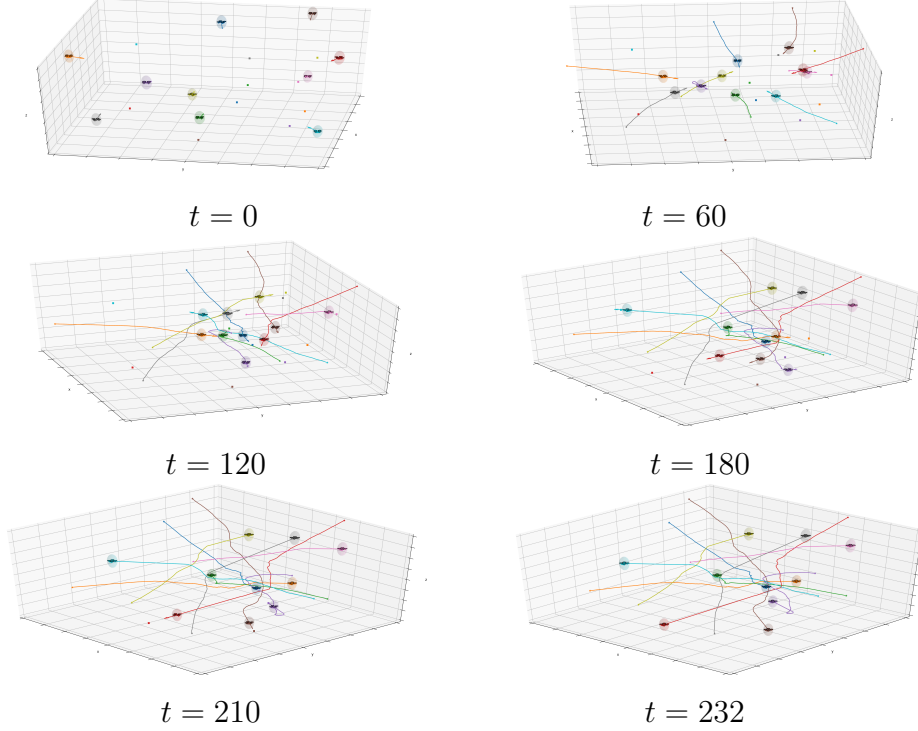 t = 0
t = 60
t = 120
t = 180
t = 210
t = 232